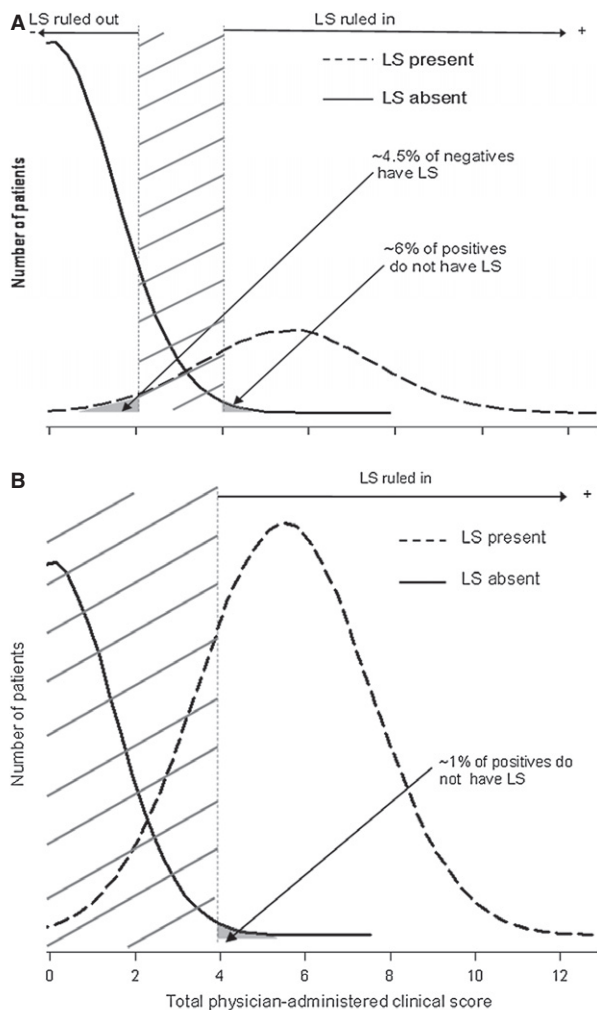 A
LS ruled out
LS ruled in
-
+
LS present
LS absent
~4.5% of negatives
have LS
~6% of positives
do not have LS
Number of patients
B
LS ruled in
+
LS present
LS absent
~1% of positives do
not have LS
Number of patients
0 2 4 6 8 10 12
Total physician-administered clinical score